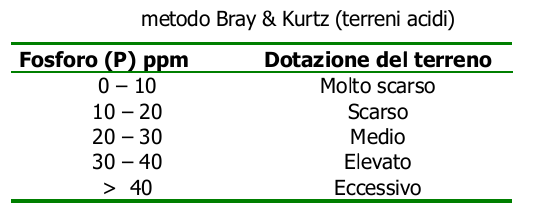 metodo Bray & Kurtz (terreni acidi)
Fosforo (P) ppm Dotazione del terreno
0 – 10 Molto scarso
10 – 20 Scarso
20 – 30 Medio
30 – 40 Elevato
> 40 Eccessivo